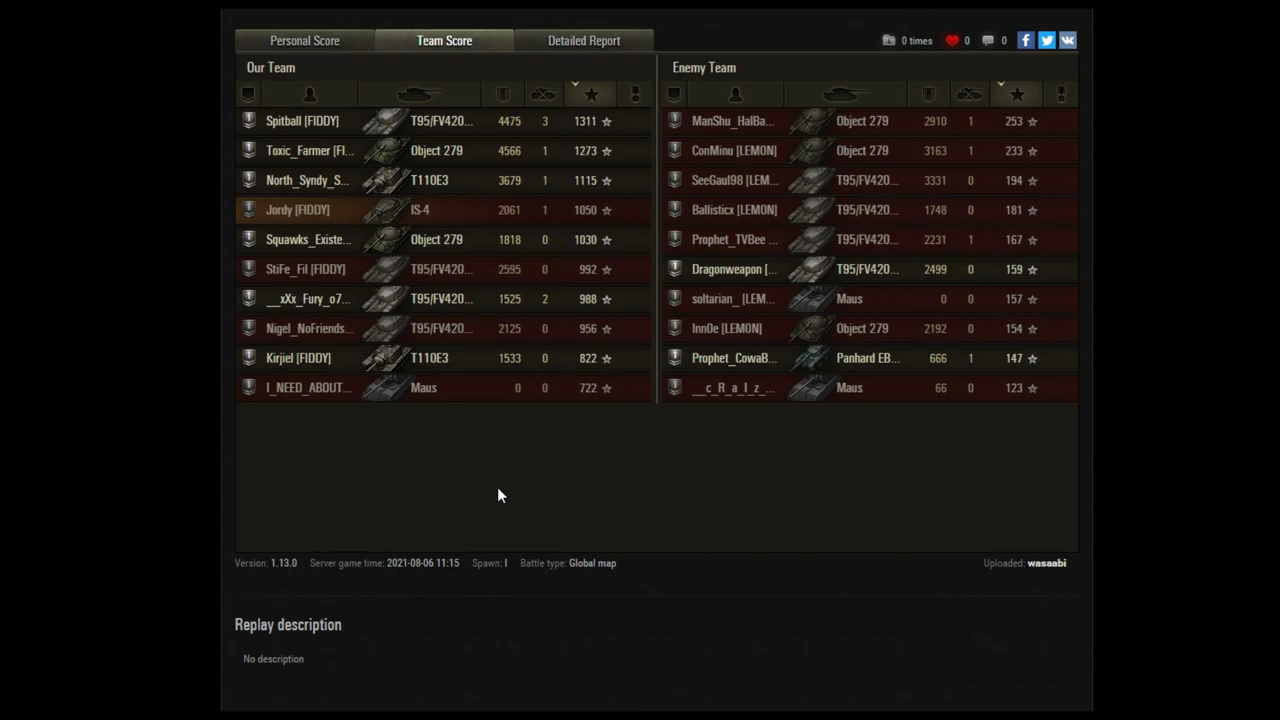 Personal Score Team Score Detailed Report 0 times 0 0
Our Team Enemy Team
Spitball [FIDDY] T95/FV420... 4475 3 1311 ManShu_HalBa... Object 279 2910 1 253
Toxic_Farmer [FI... Object 279 4566 1 1273 ConMinu [LEMON] Object 279 3163 1 233
North_Syndy_S... T110E3 3679 1 1115 SeeGaul98 [LEM... T95/FV420... 3331 0 194
Jordy [FIDDY] IS-4 2061 1 1050 Ballisticx [LEMON] T95/FV420... 1748 0 181
Squawks_Existe... Object 279 1818 0 1030 Prophet_TVBee ... T95/FV420... 2231 1 167
StiFe_Fil [FIDDY] T95/FV420... 2595 0 992 Dragonweapon [... T95/FV420... 2499 0 159
__xXx_Fury_o7... T95/FV420... 1525 2 988 soltarian_ [LEM... Maus 0 0 157
Nigel_NoFriends... T95/FV420... 2125 0 956 Inn0e [LEMON] Object 279 2192 0 154
Kirjiel [FIDDY] T110E3 1533 0 822 Prophet_CowaB... Panhard EB... 666 1 147
I_NEED_ABOUT... Maus 0 0 722 __c_R_a_I_z_... Maus 66 0 123
Version: 1.13.0 Server game time: 2021-08-06 11:15 Spawn: I Battle type: Global map Uploaded: wasaabi
Replay description
No description